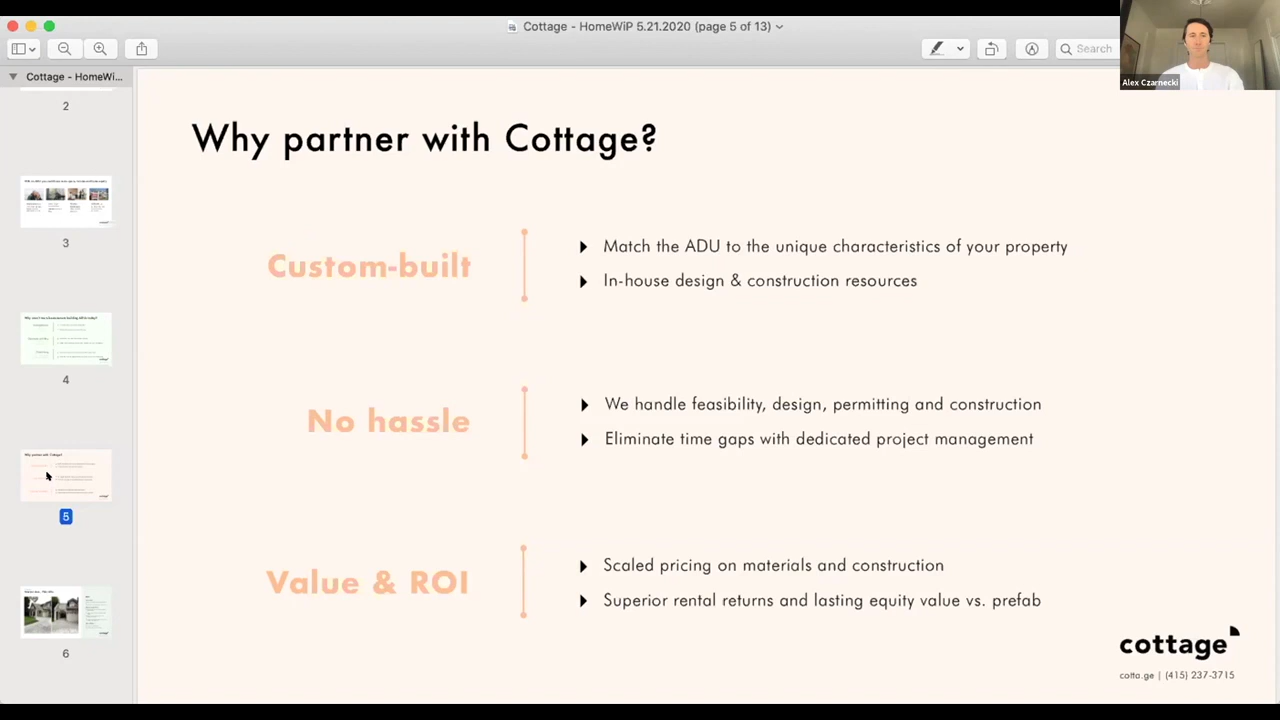 Cottage - HomeWiP 5.21.2020 (page 5 of 13)
Search
Alex Czarnecki
Cottage - HomeWi...
2
3
4
5
6
cottage
Why partner with Cottage?
Custom-built
Match the ADU to the unique characteristics of your property
In-house design & construction resources
No hassle
We handle feasibility, design, permitting and construction
Eliminate time gaps with dedicated project management
Value & ROI
Scaled pricing on materials and construction
Superior rental returns and lasting equity value vs. prefab
cottage
cotta.ge | (415) 237-3715